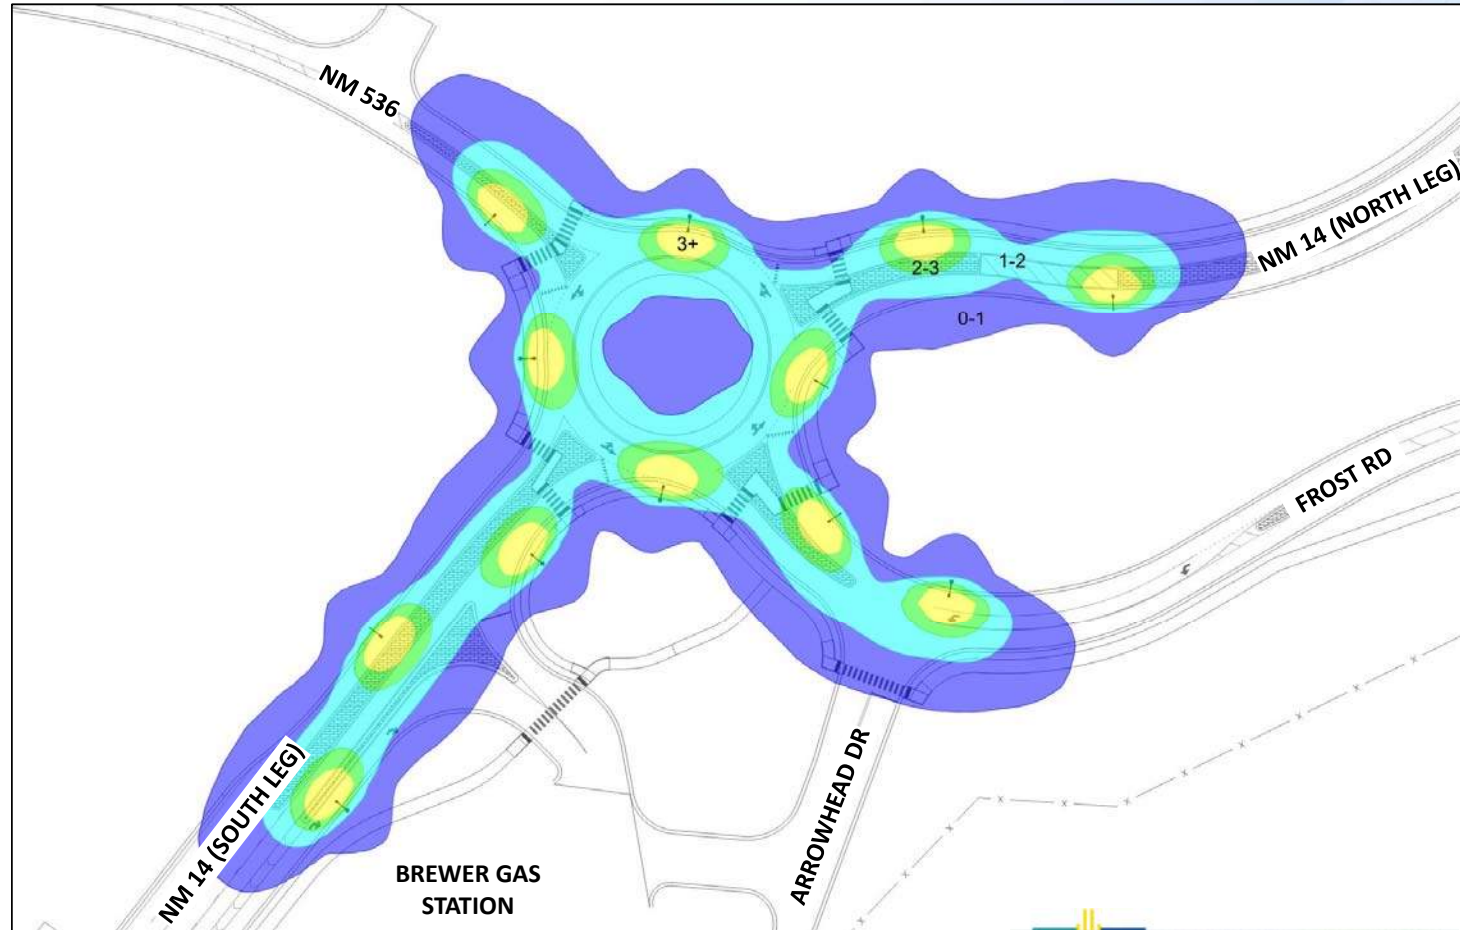 NM 536
NM 14 (NORTH LEG)
3+
2-3
1-2
0-1
FROST RD
NM 14 (SOUTH LEG)
ARROWHEAD DR
BREWER GAS
STATION
x x x x x x x x x x x